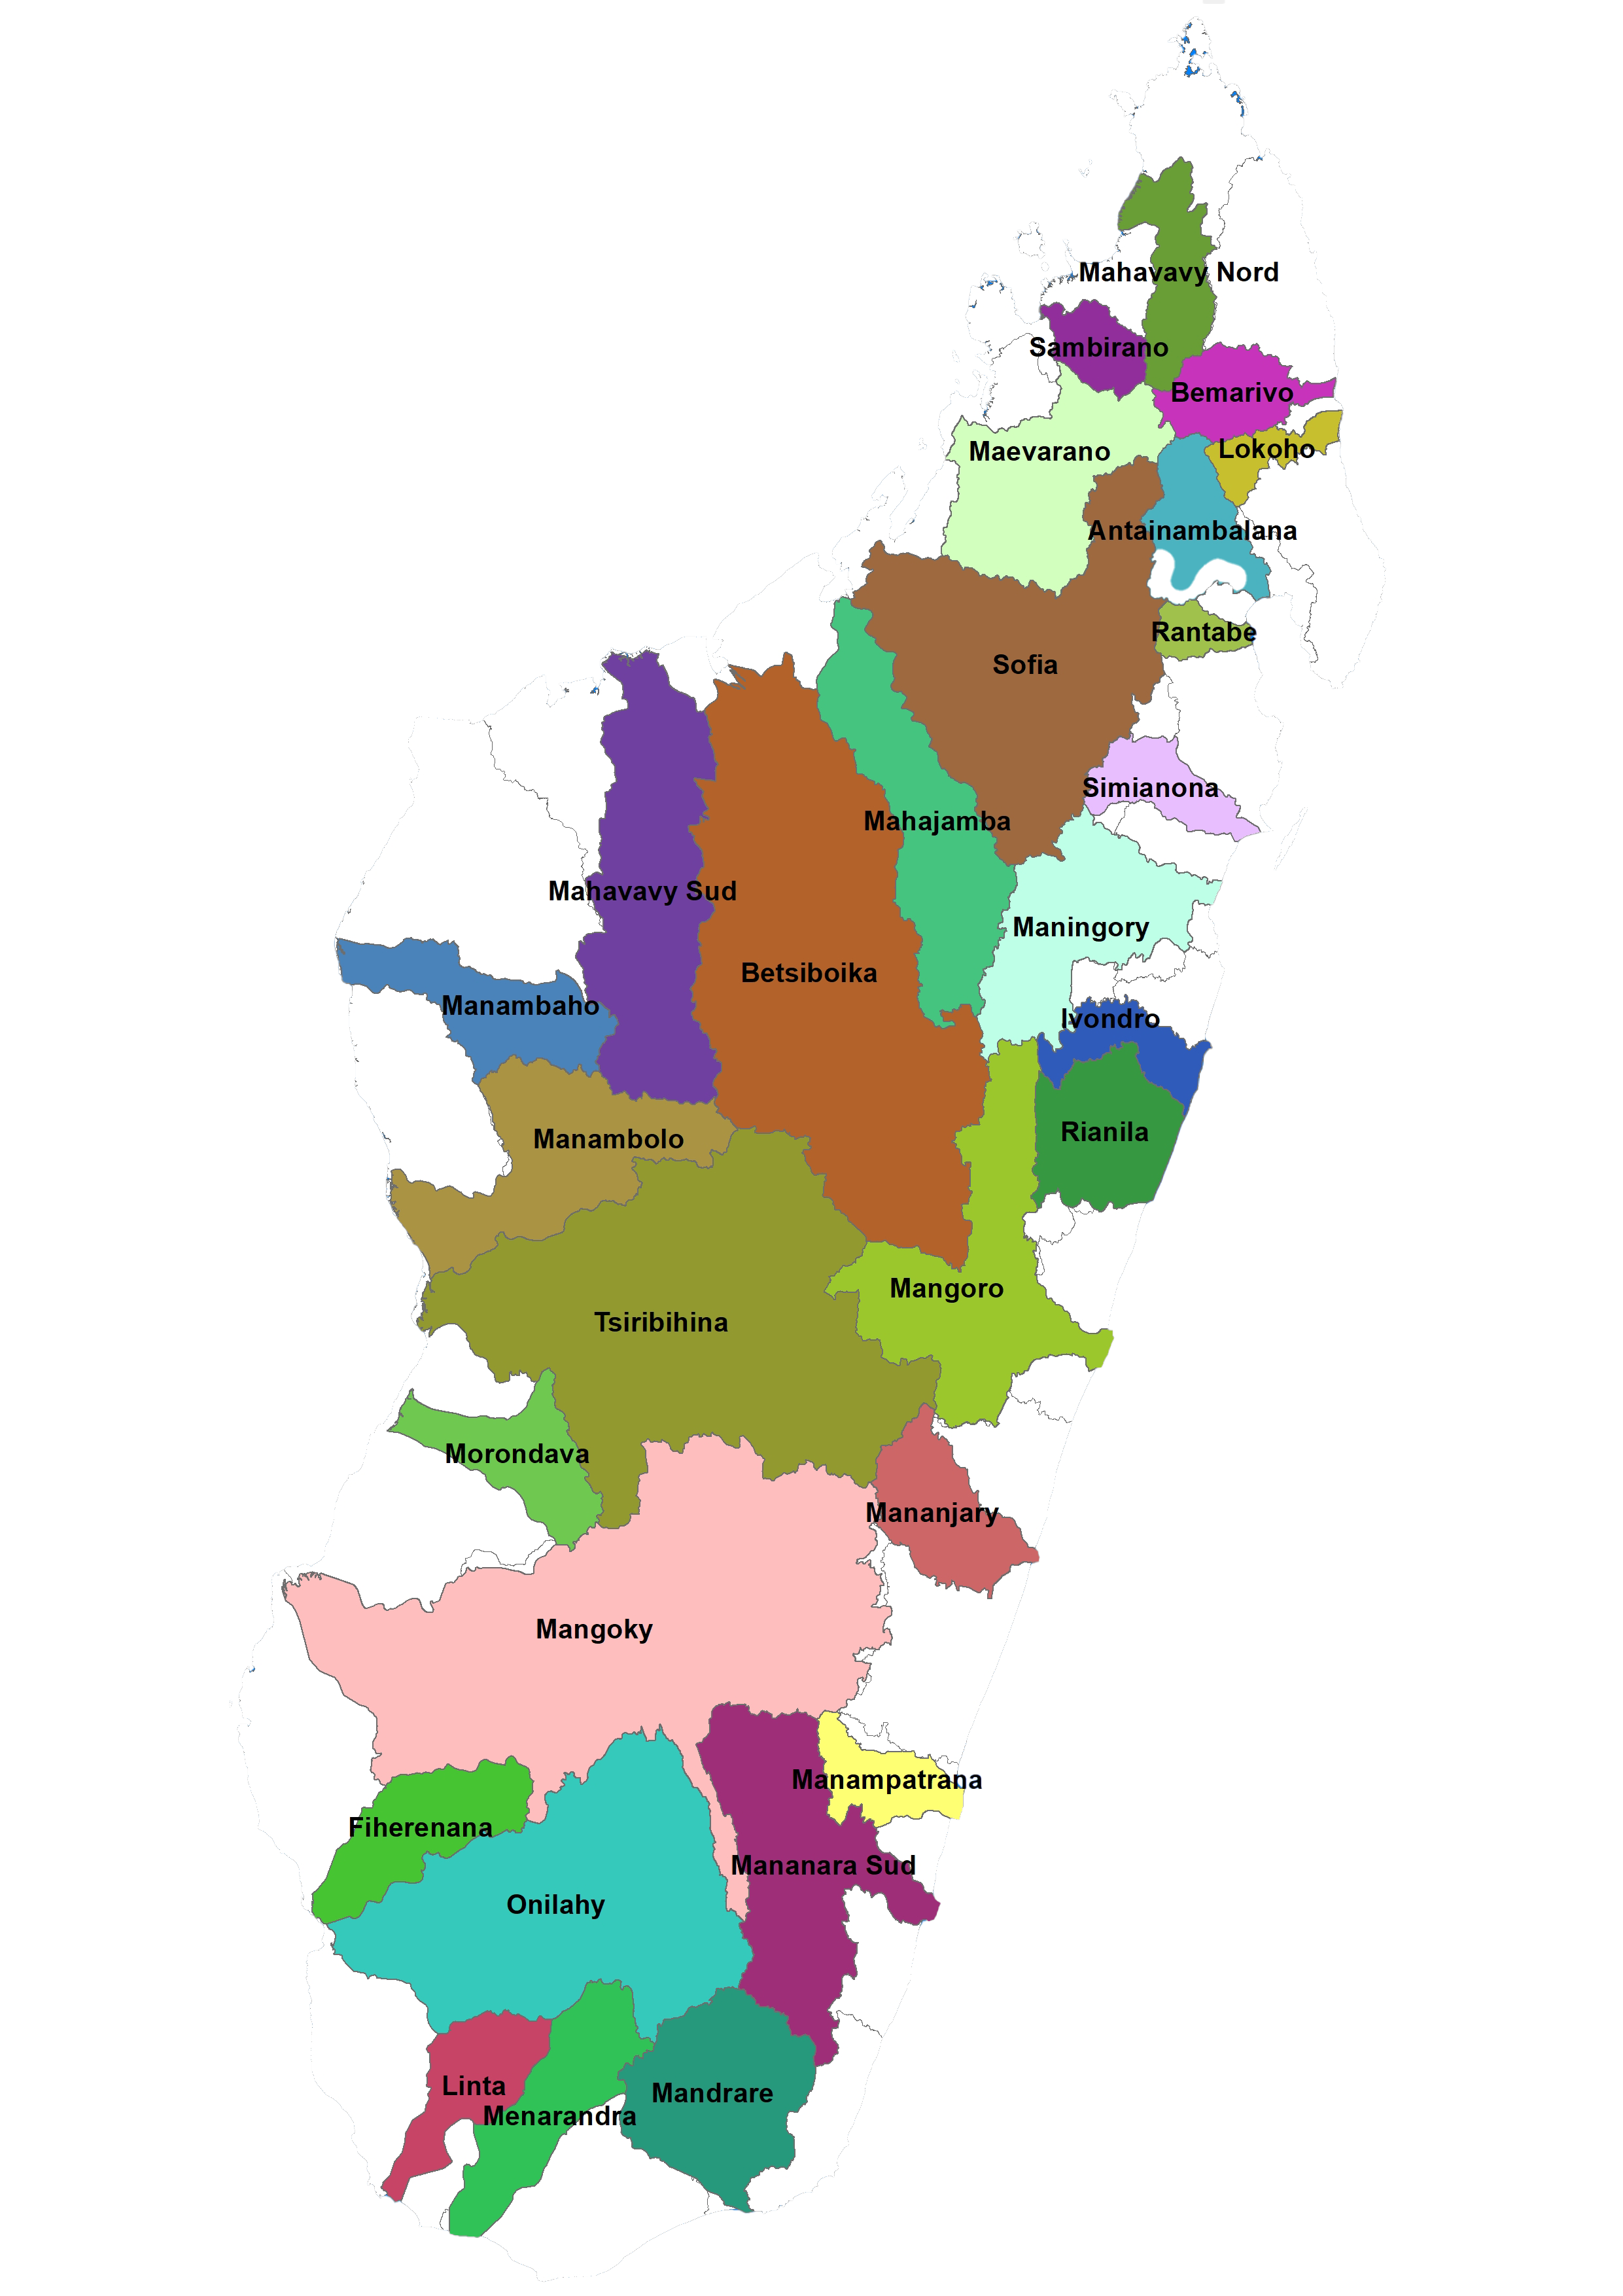 Mahavavy Nord
Sambirano
Bemarivo
Lokoho
Maevarano
Antainambalana
Rantabe
Sofia
Simianona
Mahajamba
Mahavavy Sud
Maningory
Betsiboika
Manambaho
Ivondro
Rianila
Manambolo
Mangoro
Tsiribihina
Morondava
Mananjary
Mangoky
Manampatrana
Fiherenana
Mananara Sud
Onilahy
Linta
Mandrare
Menarandra